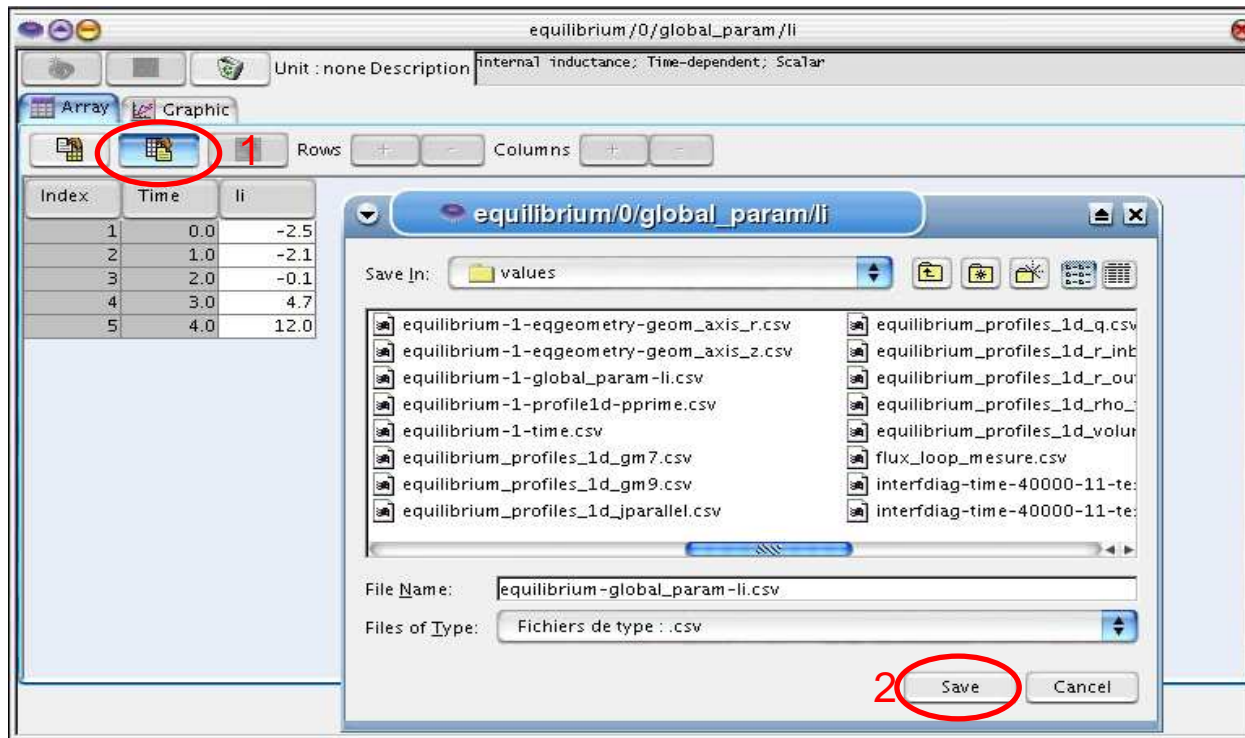 equilibrium/0/global_param/li
Unit : none Description internal inductance; Time-dependent; Scalar
Array Graphic
1 Rows + - Columns + -
Index Time li
1 0.0 -2.5
2 1.0 -2.1
3 2.0 -0.1
4 3.0 4.7
5 4.0 12.0
equilibrium/0/global_param/li
Save In: values
equilibrium-1-eqgeometry-geom_axis_r.csv equilibrium_profiles_1d_q.csv
equilibrium-1-eqgeometry-geom_axis_z.csv equilibrium_profiles_1d_r_inb
equilibrium-1-global_param-li.csv equilibrium_profiles_1d_r_ou
equilibrium-1-profile1d-pprime.csv equilibrium_profiles_1d_rho_
equilibrium-1-time.csv equilibrium_profiles_1d_volur
equilibrium_profiles_1d_gm7.csv flux_loop_mesure.csv
equilibrium_profiles_1d_gm9.csv interfdiag-time-40000-11-te
equilibrium_profiles_1d_jparallel.csv interfdiag-time-40000-11-te
File Name: equilibrium-global_param-li.csv
Files of Type: Fichiers de type : .csv
2 Save Cancel